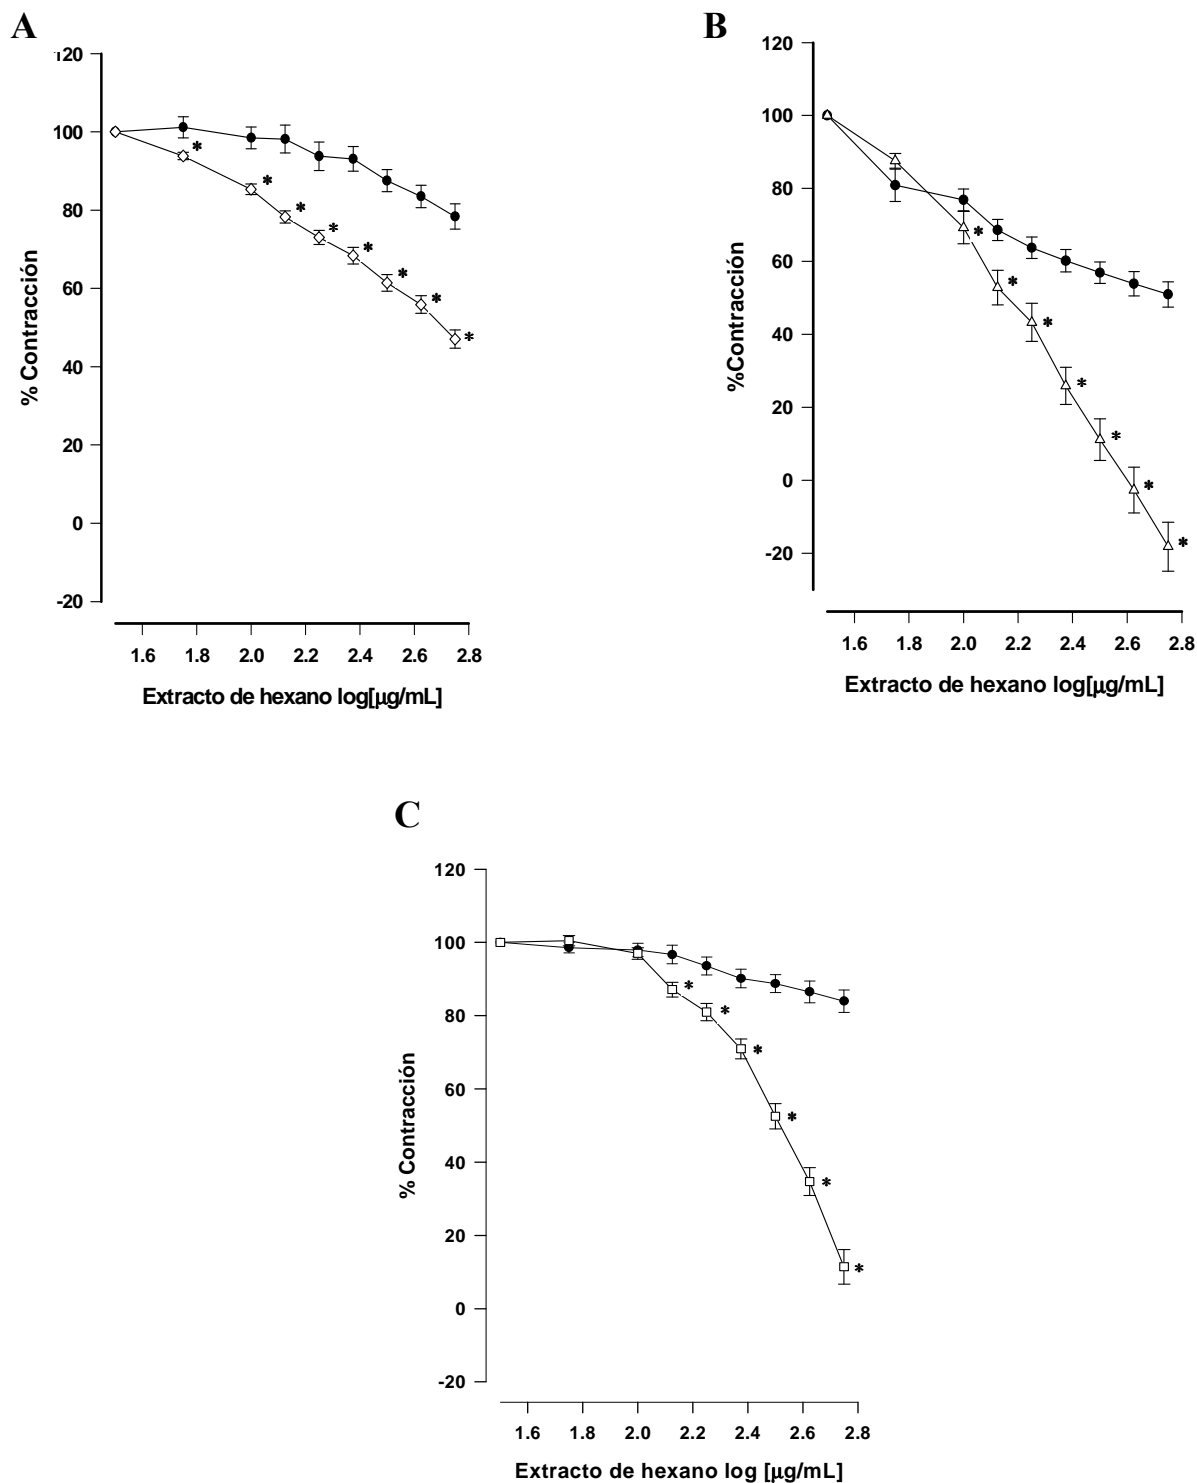 A
120
100
80
60
40
20
0
-20
% Contracción
1.6 1.8 2.0 2.2 2.4 2.6 2.8
Extracto de hexano log[µg/mL]
* * * * * * * *
B
120
100
80
60
40
20
0
-20
%Contracción
1.6 1.8 2.0 2.2 2.4 2.6 2.8
Extracto de hexano log[µg/mL]
* * * * * * *
C
120
100
80
60
40
20
0
-20
% Contracción
1.6 1.8 2.0 2.2 2.4 2.6 2.8
Extracto de hexano log [µg/mL]
* * * * * *